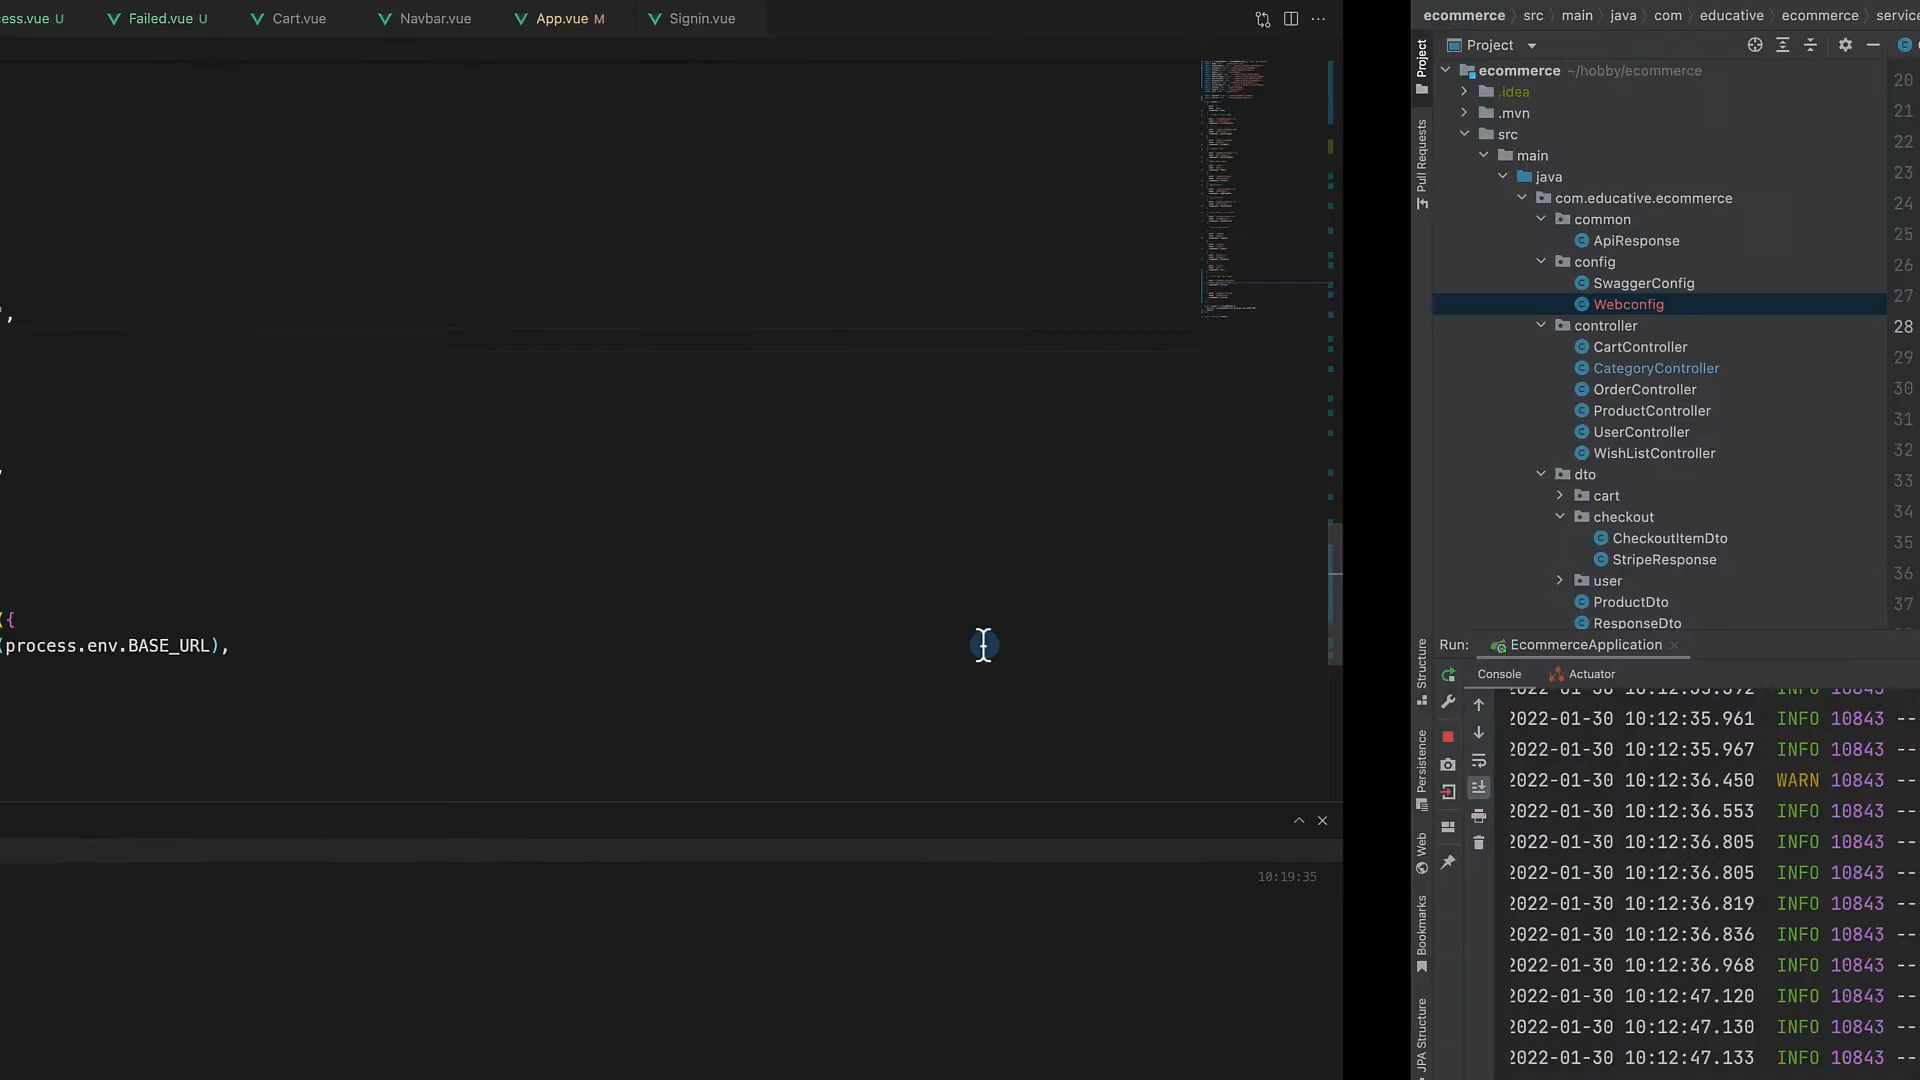 ess.vue U
Failed.vue U
Cart.vue
Navbar.vue
App.vue M
Signin.vue
',
,
({
(process.env.BASE_URL),
10:19:35
ecommerce
src
main
java
com
educative
ecommerce
service
Project
Project
Pull Requests
ecommerce ~/hobby/ecommerce
.idea
.mvn
src
main
java
com.educative.ecommerce
common
ApiResponse
config
SwaggerConfig
Webconfig
controller
CartController
CategoryController
OrderController
ProductController
UserController
WishListController
dto
cart
checkout
CheckoutItemDto
StripeResponse
user
ProductDto
ResponseDto
20
21
22
23
24
25
26
27
28
29
30
31
32
33
34
35
36
37
Run:
EcommerceApplication
Structure
Persistence
Web
Bookmarks
JPA Structure
Console
Actuator
2022-01-30 10:12:35.961 INFO 10843 --
2022-01-30 10:12:35.967 INFO 10843 --
2022-01-30 10:12:36.450 WARN 10843 --
2022-01-30 10:12:36.553 INFO 10843 --
2022-01-30 10:12:36.805 INFO 10843 --
2022-01-30 10:12:36.805 INFO 10843 --
2022-01-30 10:12:36.819 INFO 10843 --
2022-01-30 10:12:36.836 INFO 10843 --
2022-01-30 10:12:36.968 INFO 10843 --
2022-01-30 10:12:47.120 INFO 10843 --
2022-01-30 10:12:47.130 INFO 10843 --
2022-01-30 10:12:47.133 INFO 10843 --